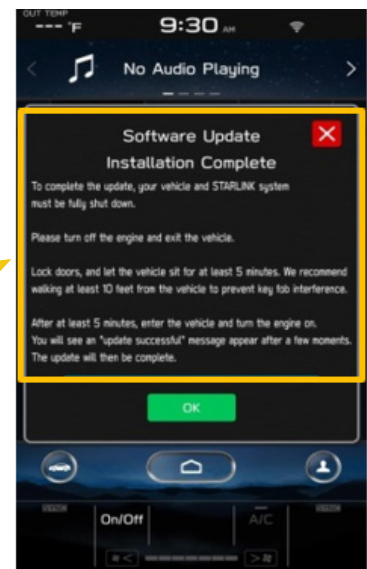 OUT TEMP
--- °F
9:30 AM
No Audio Playing
Software Update
Installation Complete
To complete the update, your vehicle and STARLINK system
must be fully shut down.
Please turn off the engine and exit the vehicle.
Lock doors, and let the vehicle sit for at least 5 minutes. We recommend
walking at least 10 feet from the vehicle to prevent key fob interference.
After at least 5 minutes, enter the vehicle and turn the engine on.
You will see an "update successful" message appear after a few moments.
The update will then be complete.
OK
SYNC
SYNC
On/Off
A/C